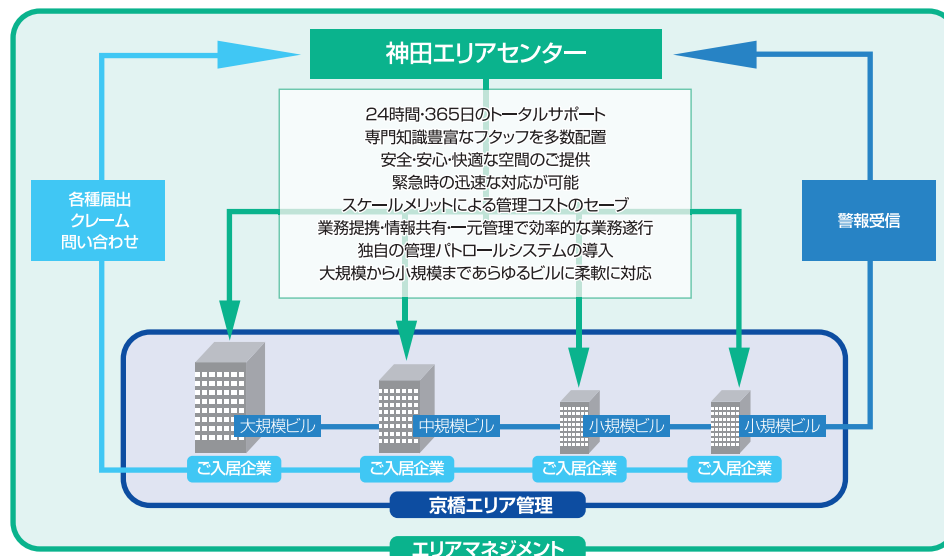 神田エリアセンター
24時間・365日のトータルサポート
専門知識豊富なフタッフを多数配置
安全・安心・快適な空間のご提供
緊急時の迅速な対応が可能
スケールメリットによる管理コストのセーブ
業務提携・情報共有・一元管理で効率的な業務遂行
独自の管理パトロールシステムの導入
大規模から小規模まであらゆるビルに柔軟に対応
各種届出
クレーム
問い合わせ
警報受信
大規模ビル
中規模ビル
小規模ビル
小規模ビル
ご入居企業
ご入居企業
ご入居企業
ご入居企業
京橋エリア管理
エリアマネジメント